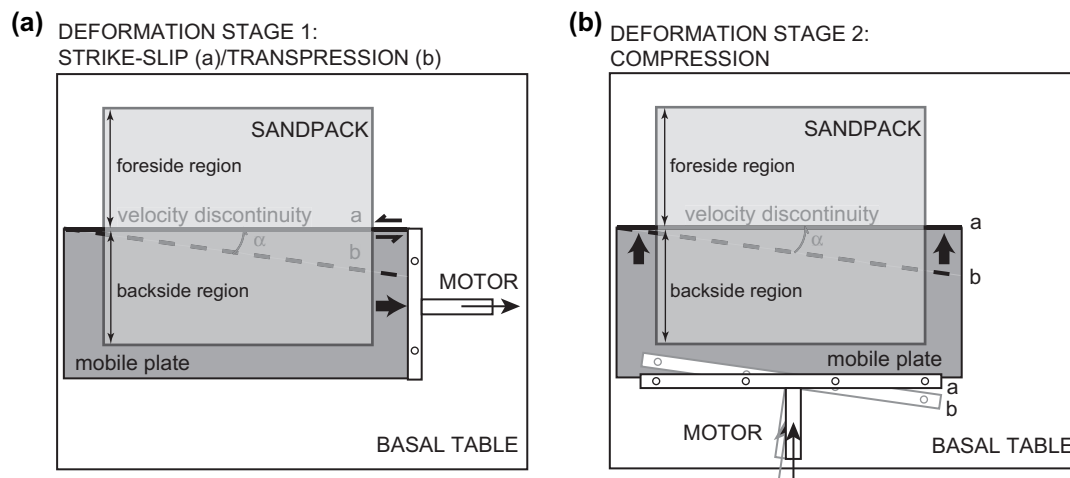 (a)
DEFORMATION STAGE 1:
STRIKE-SLIP (a)/TRANSPRESSION (b)
SANDPACK
foreside region
velocity discontinuity
a
α
b
MOTOR
backside region
mobile plate
BASAL TABLE
(b)
DEFORMATION STAGE 2:
COMPRESSION
SANDPACK
foreside region
velocity discontinuity
a
α
b
backside region
mobile plate
a
b
MOTOR
BASAL TABLE